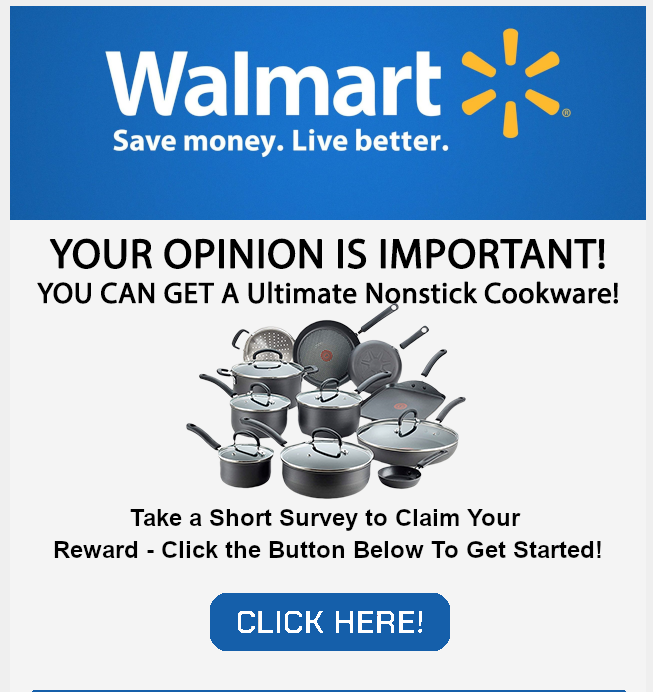 Walmart
Save money. Live better.
YOUR OPINION IS IMPORTANT!
YOU CAN GET A Ultimate Nonstick Cookware!
Take a Short Survey to Claim Your
Reward - Click the Button Below To Get Started!
CLICK HERE!